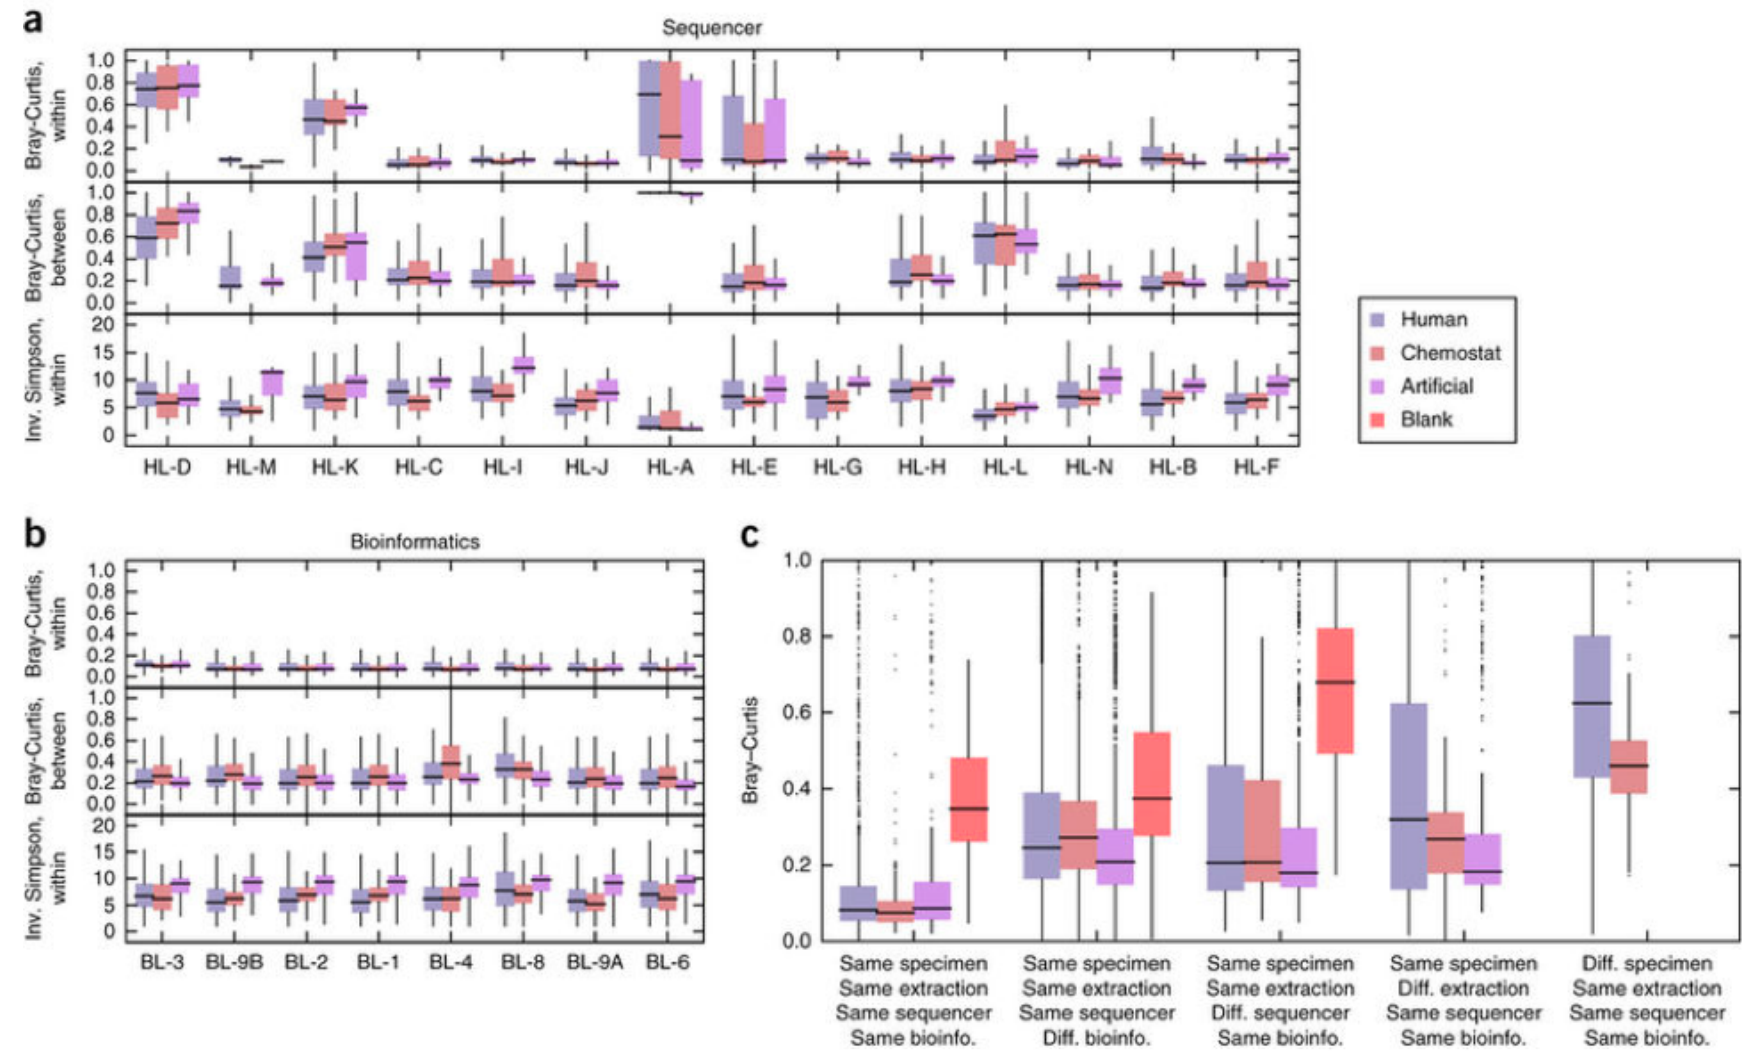 a
Sequencer
Bray-Curtis,
within
1.0
0.8
0.6
0.4
0.2
0.0
Bray-Curtis,
between
1.0
0.8
0.6
0.4
0.2
0.0
Inv. Simpson,
within
20
15
10
5
0
HL-D HL-M HL-K HL-C HL-I HL-J HL-A HL-E HL-G HL-H HL-L HL-N HL-B HL-F
Human
Chemostat
Artificial
Blank
b
Bioinformatics
Bray-Curtis,
within
1.0
0.8
0.6
0.4
0.2
0.0
Bray-Curtis,
between
1.0
0.8
0.6
0.4
0.2
0.0
Inv. Simpson,
within
20
15
10
5
0
BL-3 BL-9B BL-2 BL-1 BL-4 BL-8 BL-9A BL-6
c
Bray–Curtis
1.0
0.8
0.6
0.4
0.2
0.0
Same specimen
Same extraction
Same sequencer
Same bioinfo.
Same specimen
Same extraction
Same sequencer
Diff. bioinfo.
Same specimen
Same extraction
Diff. sequencer
Same bioinfo.
Same specimen
Diff. extraction
Same sequencer
Same bioinfo.
Diff. specimen
Same extraction
Same sequencer
Same bioinfo.